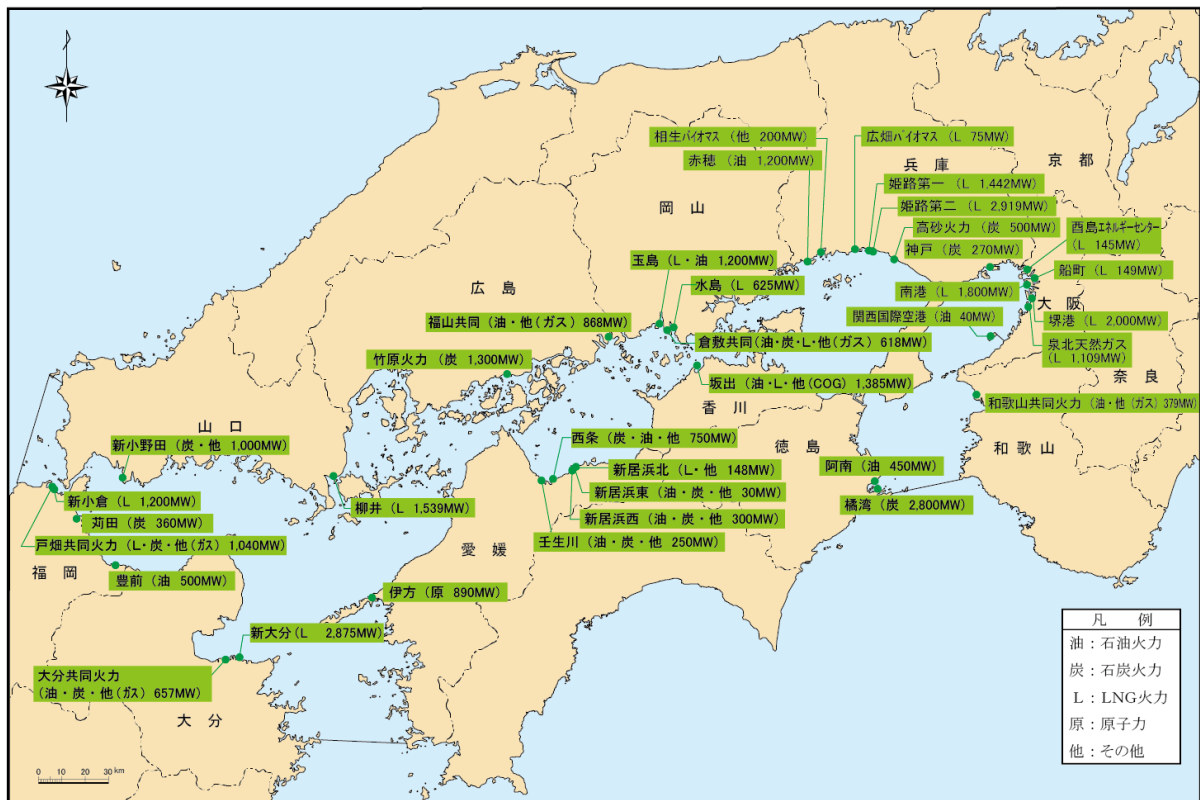 相生バイオマス（他 200MW）
広畑バイオマス（L 75MW）
赤穂（油 1,200MW）
兵　庫
京　都
姫路第一（L 1,442MW）
岡　山
姫路第二（L 2,919MW）
高砂火力（炭 500MW）
酉島エネルギーセンター
（L 145MW）
神戸（炭 270MW）
玉島（L・油 1,200MW）
船町（L 149MW）
水島（L 625MW）
広　島
南港（L 1,800MW）
大　阪
関西国際空港（油 40MW）
堺港（L 2,000MW）
福山共同（油・他(ガス）868MW）
倉敷共同(油・炭・L・他(ガス）618MW）
泉北天然ガス
（L 1,109MW）
竹原火力（炭 1,300MW）
坂出（油・L・他(COG）1,385MW）
奈　良
香　川
和歌山共同火力（油・他(ガス）379MW）
山　口
新小野田（炭・他 1,000MW）
西条（炭・油・他 750MW）
徳　島
和歌山
新居浜北（L・他 148MW）
阿南（油 450MW）
新居浜東（油・炭・他 30MW）
新小倉（L 1,200MW）
柳井（L 1,539MW）
橘湾（炭 2,800MW）
苅田（炭 360MW）
新居浜西（油・炭・他 300MW）
戸畑共同火力（L・炭・他(ガス）1,040MW）
壬生川（油・炭・他 250MW）
愛　媛
福　岡
豊前（油 500MW）
伊方（原 890MW）
新大分(L 2,875MW）
大分共同火力
(油・炭・他(ガス）657MW）
大　分
凡　例
油：石油火力
炭：石炭火力
L：LNG火力
原：原子力
他：その他
0 10 20 30 km